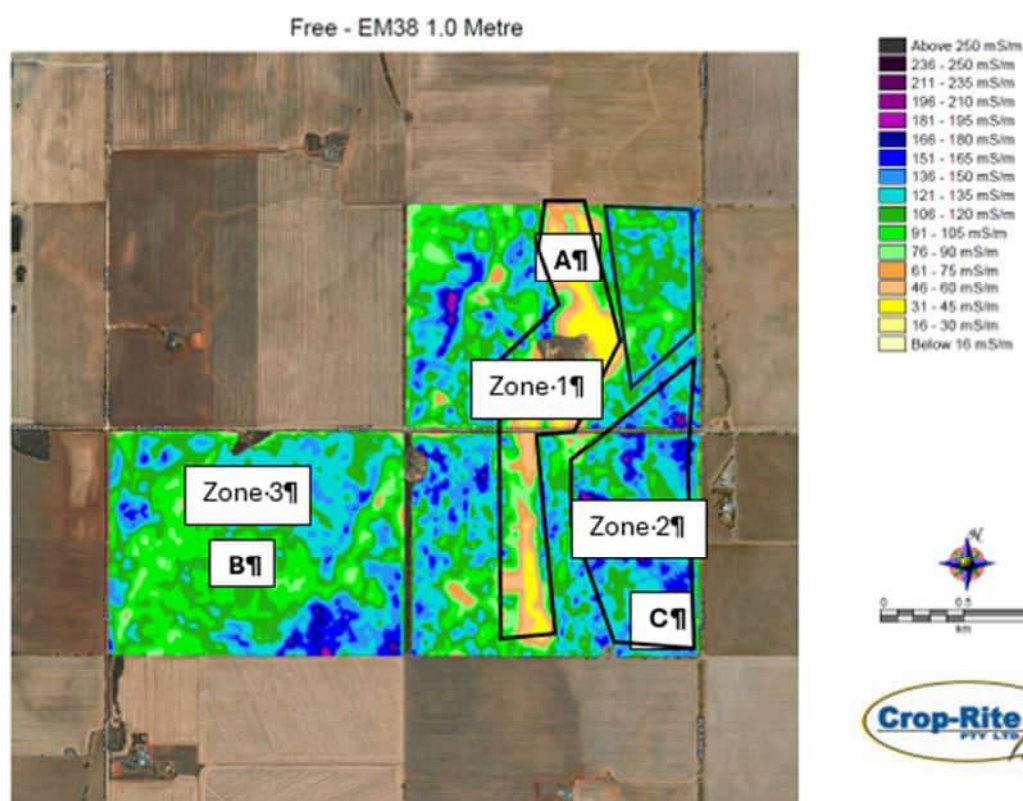 Free - EM38 1.0 Metre
Above 250 mS/m
236 - 250 mS/m
211 - 235 mS/m
196 - 210 mS/m
181 - 195 mS/m
166 - 180 mS/m
151 - 165 mS/m
136 - 150 mS/m
121 - 135 mS/m
106 - 120 mS/m
91 - 105 mS/m
76 - 90 mS/m
61 - 75 mS/m
46 - 60 mS/m
31 - 45 mS/m
16 - 30 mS/m
Below 16 mS/m
A¶
Zone·1¶
Zone·3¶
B¶
Zone·2¶
C¶
N
0 0.5
km
Crop-Rite
PTY LTD